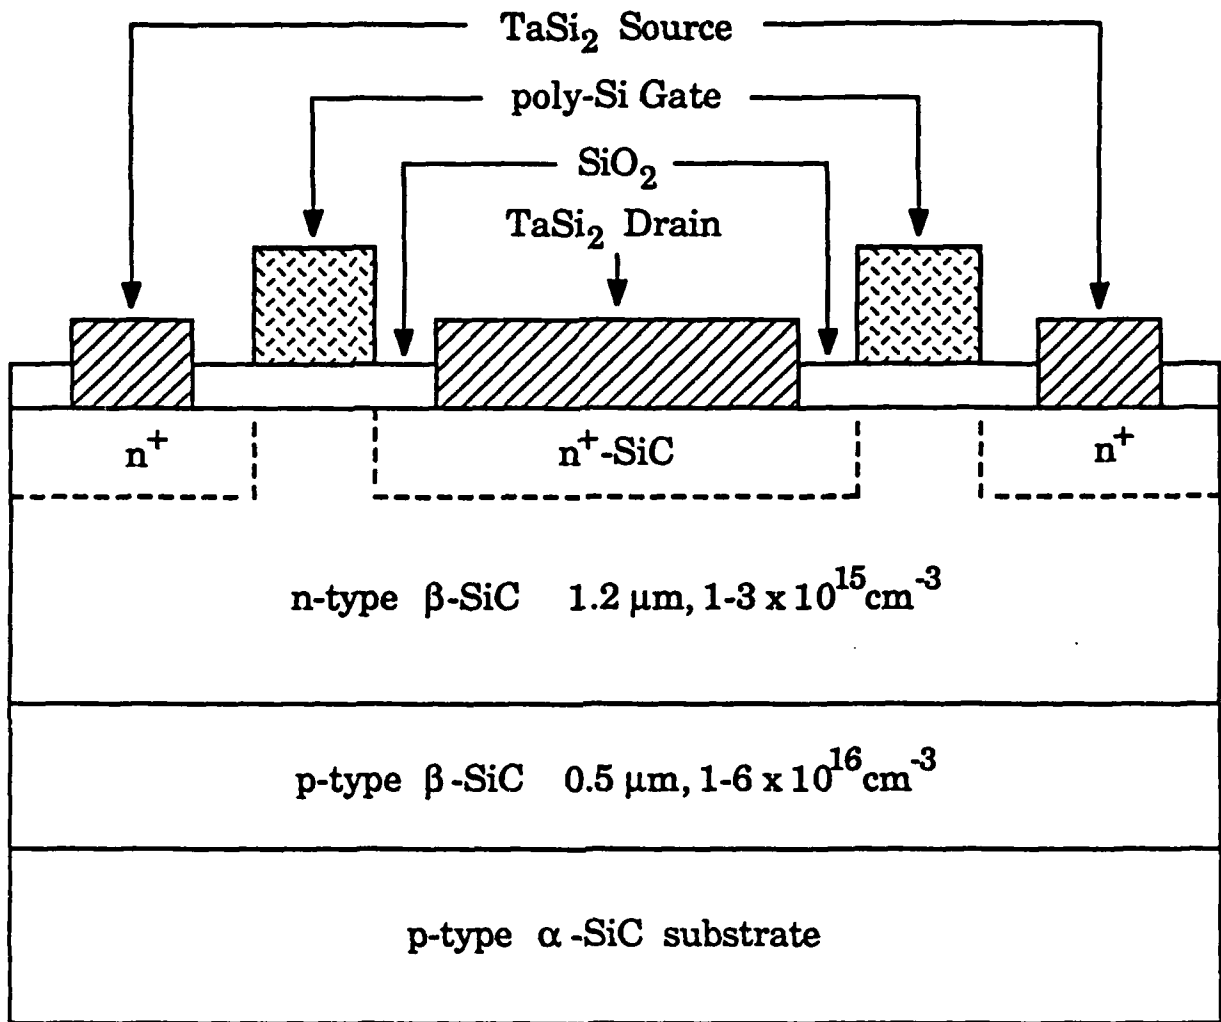 TaSi₂ Source
poly-Si Gate
SiO₂
TaSi₂ Drain
n⁺ n⁺-SiC n⁺
n-type β-SiC 1.2 μm, 1-3 x 10¹⁵cm⁻³
p-type β-SiC 0.5 μm, 1-6 x 10¹⁶cm⁻³
p-type α-SiC substrate